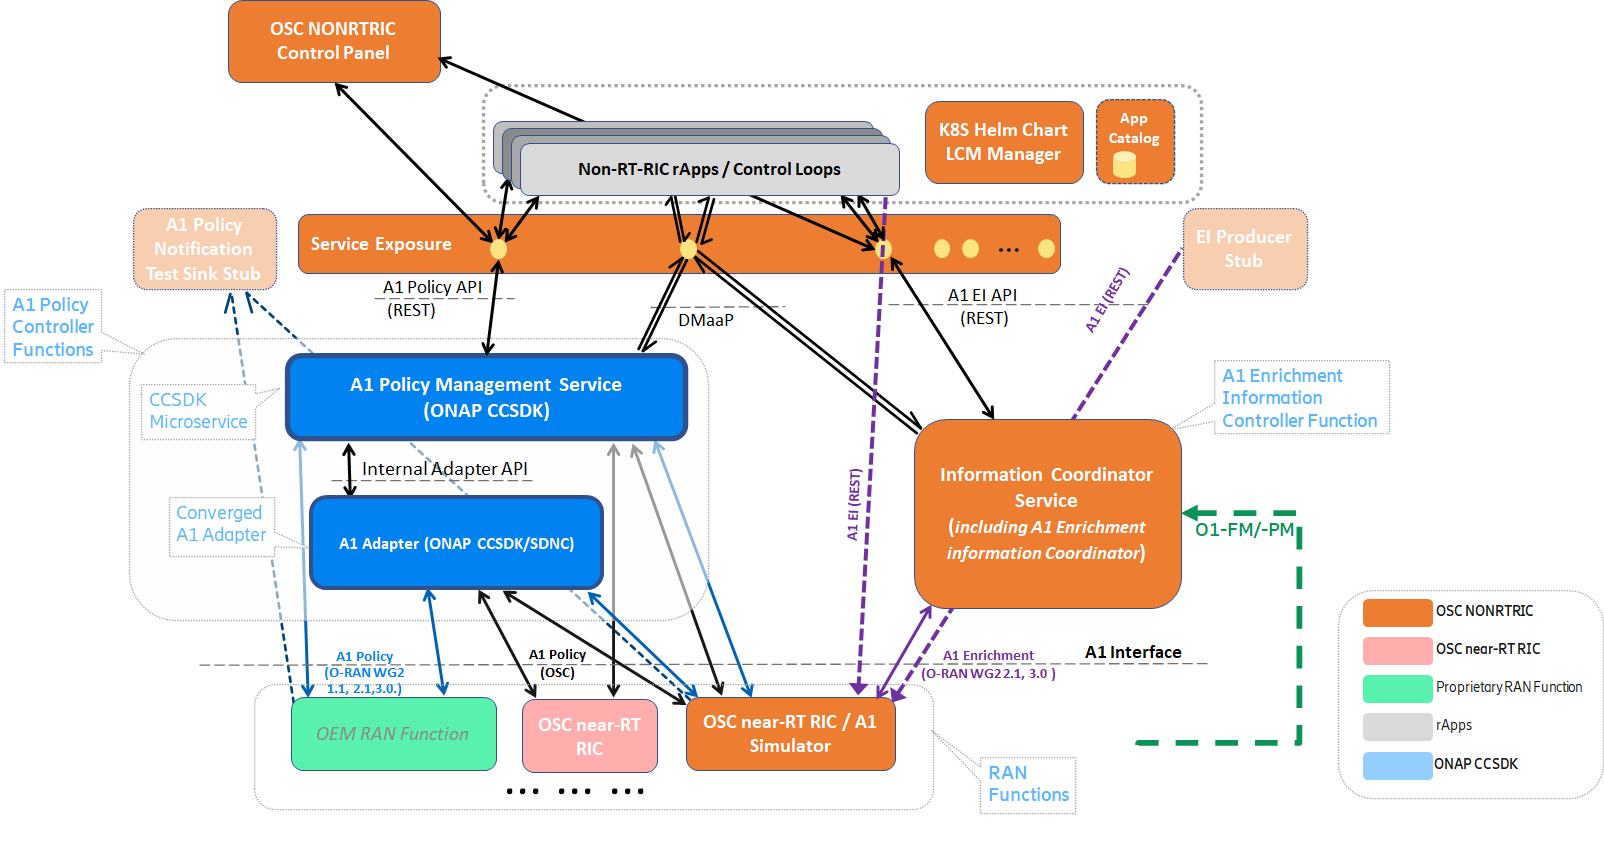 OSC NONRTRIC
Control Panel
K8S Helm Chart
LCM Manager
App
Catalog
Non-RT-RIC rApps / Control Loops
A1 Policy
Notification
Test Sink Stub
Service Exposure
...
EI Producer
Stub
A1 Policy API
(REST)
DMaaP
A1 EI API
(REST)
A1 EI (REST)
A1 Policy
Controller
Functions
A1 Policy Management Service
(ONAP CCSDK)
CCSDK
Microservice
A1 Enrichment
Information
Controller Function
Internal Adapter API
A1 EI (REST)
Information Coordinator
Service
(including A1 Enrichment
information Coordinator)
Converged
A1 Adapter
A1 Adapter (ONAP CCSDK/SDNC)
O1-FM/-PM
A1 Policy
(O-RAN WG2
1.1, 2.1,3.0.)
A1 Policy
(OSC)
A1 Enrichment
(O-RAN WG2 2.1, 3.0 )
A1 Interface
OEM RAN Function
OSC near-RT
RIC
OSC near-RT RIC / A1
Simulator
... ... ...
RAN
Functions
OSC NONRTRIC
OSC near-RT RIC
Proprietary RAN Function
rApps
ONAP CCSDK